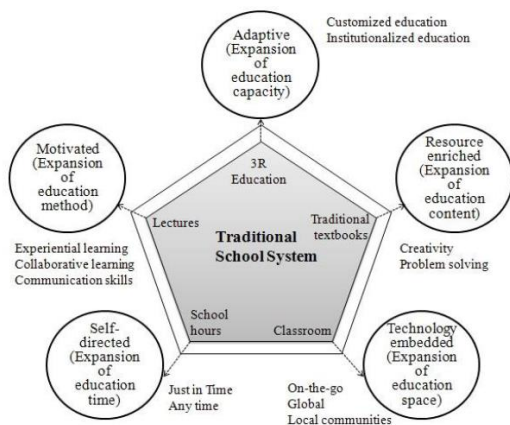 Adaptive
(Expansion
of
education
capacity)
Customized education
Institutionalized education
Motivated
(Expansion
of
education
method)
3R
Education
Resource
enriched
(Expansion
of
education
content)
Lectures
Traditional
textbooks
Traditional
School System
Experiential learning
Collaborative learning
Communication skills
Creativity
Problem solving
School
hours
Classroom
Self-
directed
(Expansion
of
education
time)
Just in Time
Any time
On-the-go
Global
Local communities
Technology
embedded
(Expansion
of
education
space)